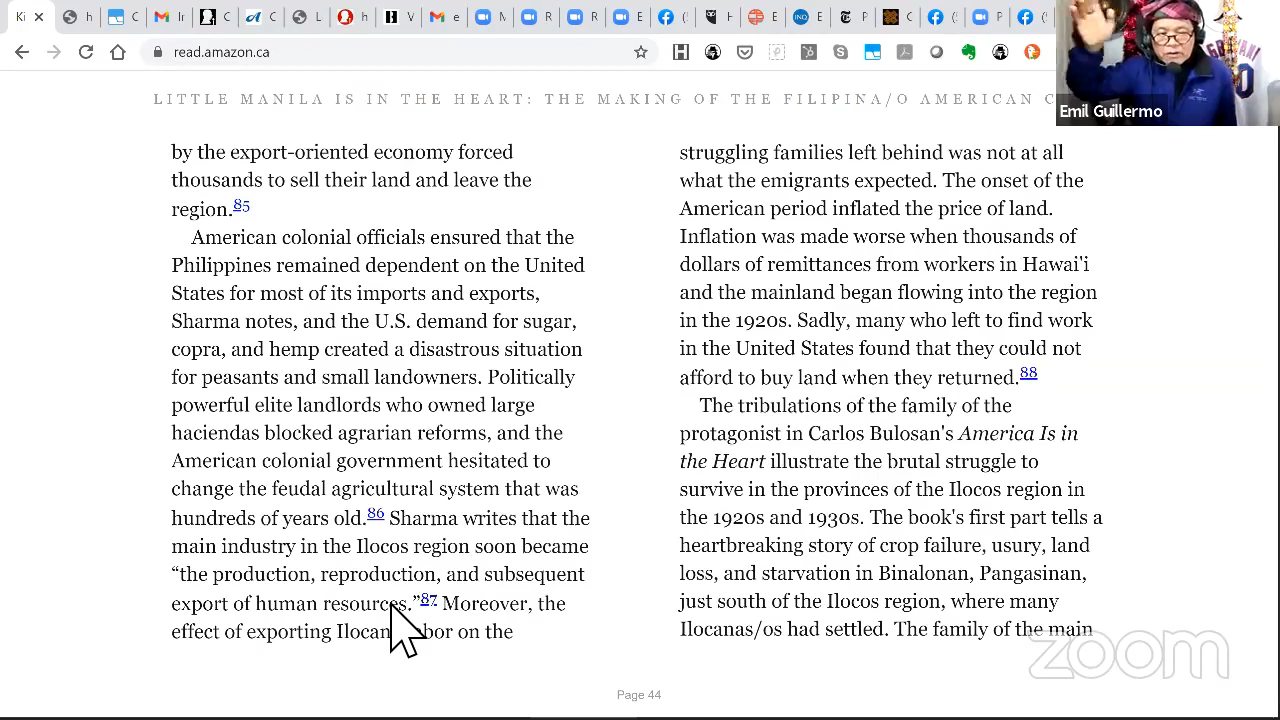 read.amazon.ca
LITTLE MANILA IS IN THE HEART: THE MAKING OF THE FILIPINA/O AMERICAN C
Emil Guillermo
by the export-oriented economy forced
thousands to sell their land and leave the
region.85
American colonial officials ensured that the
Philippines remained dependent on the United
States for most of its imports and exports,
Sharma notes, and the U.S. demand for sugar,
copra, and hemp created a disastrous situation
for peasants and small landowners. Politically
powerful elite landlords who owned large
haciendas blocked agrarian reforms, and the
American colonial government hesitated to
change the feudal agricultural system that was
hundreds of years old.86 Sharma writes that the
main industry in the Ilocos region soon became
“the production, reproduction, and subsequent
export of human resources.”87 Moreover, the
effect of exporting Ilocan bor on the
struggling families left behind was not at all
what the emigrants expected. The onset of the
American period inflated the price of land.
Inflation was made worse when thousands of
dollars of remittances from workers in Hawai'i
and the mainland began flowing into the region
in the 1920s. Sadly, many who left to find work
in the United States found that they could not
afford to buy land when they returned.88
The tribulations of the family of the
protagonist in Carlos Bulosan's America Is in
the Heart illustrate the brutal struggle to
survive in the provinces of the Ilocos region in
the 1920s and 1930s. The book's first part tells a
heartbreaking story of crop failure, usury, land
loss, and starvation in Binalonan, Pangasinan,
just south of the Ilocos region, where many
Ilocanas/os had settled. The family of the main
zoom
Page 44